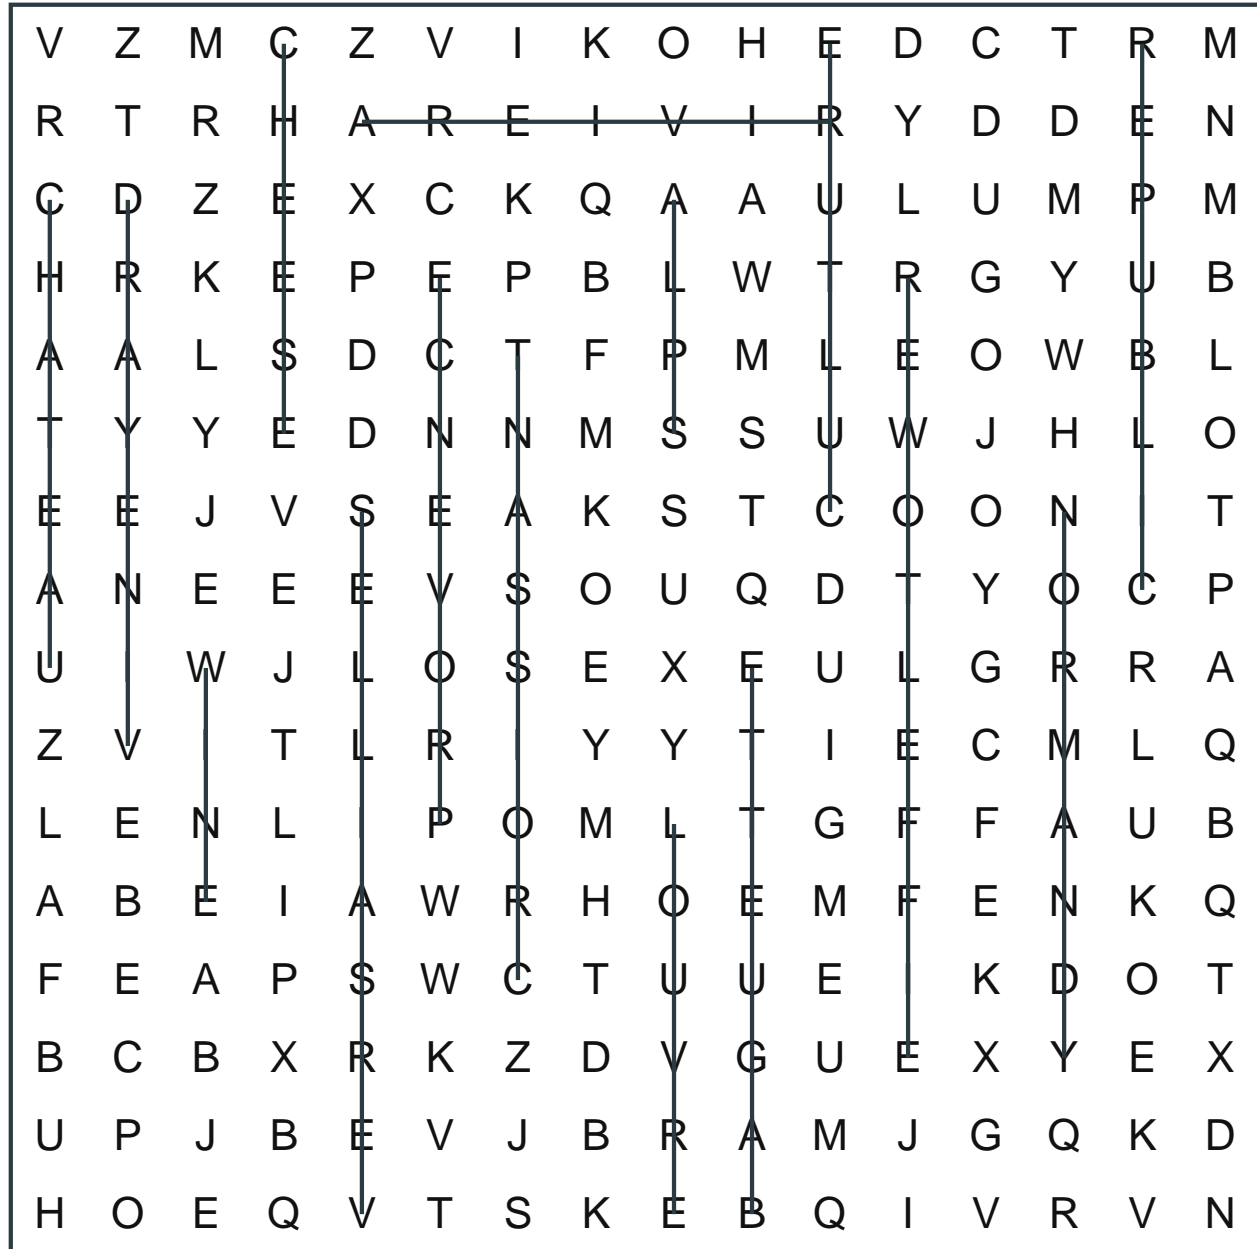 V Z M C Z V I K O H E D C T R M
R T R H A R E I V I R Y D D E N
C D Z E X C K Q A A U L U M P M
H R K E P E P B L W T R G Y U B
A A L S D C T F P M L E O W B L
T Y Y E D N N M S S U W J H L O
E E J V S E A K S T C O O N I T
A N E E E V S O U Q D T Y O C P
U I W J L O S E X E U L G R R A
Z V I T L R I Y Y T I E C M L Q
L E N L I P O M L T G F F A U B
A B E I A W R H O E M F E N K Q
F E A P S W C T U U E I K D O T
B C B X R K Z D V G U E X Y E X
U P J B E V J B R A M J G Q K D
H O E Q V T S K E B Q I V R V N